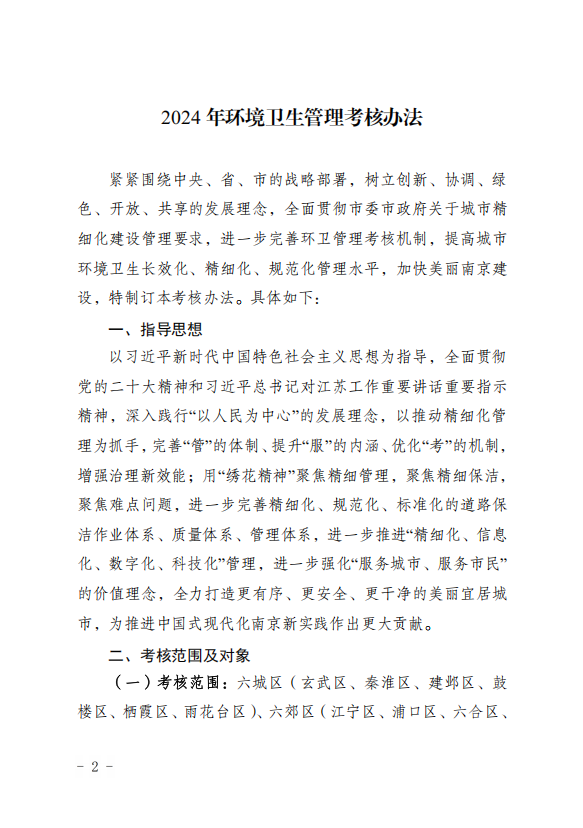 2024 年环境卫生管理考核办法
紧紧围绕中央、省、市的战略部署，树立创新、协调、绿
色、开放、共享的发展理念，全面贯彻市委市政府关于城市精
细化建设管理要求，进一步完善环卫管理考核机制，提高城市
环境卫生长效化、精细化、规范化管理水平，加快美丽南京建
设，特制订本考核办法。具体如下：
一、指导思想
以习近平新时代中国特色社会主义思想为指导，全面贯彻
党的二十大精神和习近平总书记对江苏工作重要讲话重要指示
精神，深入践行“以人民为中心”的发展理念，以推动精细化管
理为抓手，完善“管”的体制、提升“服”的内涵、优化“考”的机制，
增强治理新效能；用“绣花精神”聚焦精细管理，聚焦精细保洁，
聚焦难点问题，进一步完善精细化、规范化、标准化的道路保
洁作业体系、质量体系、管理体系，进一步推进“精细化、信息
化、数字化、科技化”管理，进一步强化“服务城市、服务市民”
的价值理念，全力打造更有序、更安全、更干净的美丽宜居城
市，为推进中国式现代化南京新实践作出更大贡献。
二、考核范围及对象
（一）考核范围：六城区（玄武区、秦淮区、建邺区、鼓
楼区、栖霞区、雨花台区）、六郊区（江宁区、浦口区、六合区、
- 2 -